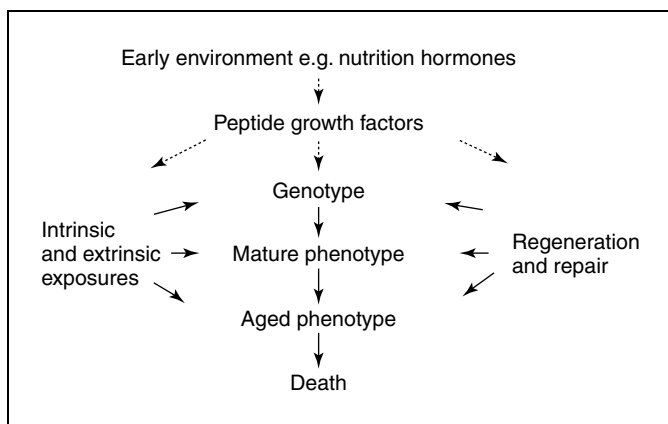 Early environment e.g. nutrition hormones
Peptide growth factors
Genotype
Intrinsic
and extrinsic
exposures
Mature phenotype
Regeneration
and repair
Aged phenotype
Death